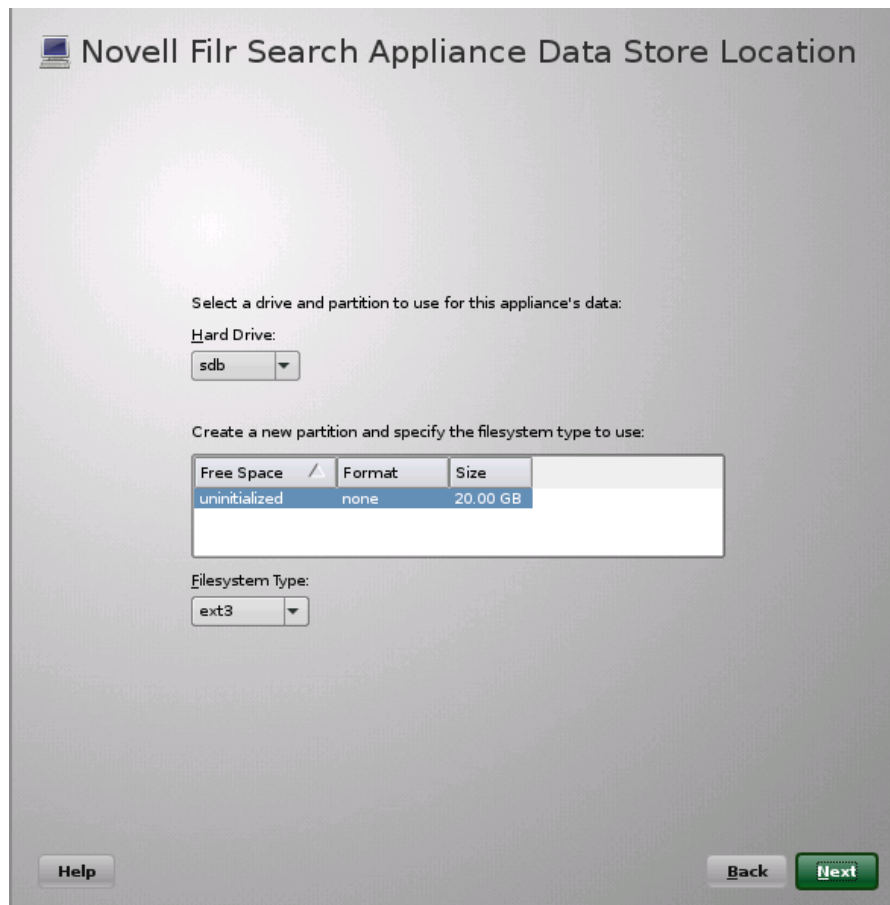 Novell Filr Search Appliance Data Store Location
Select a drive and partition to use for this appliance's data:
Hard Drive:
sdb
Create a new partition and specify the filesystem type to use:
Free Space Format Size
uninitialized none 20.00 GB
Filesystem Type:
ext3
Help Back Next